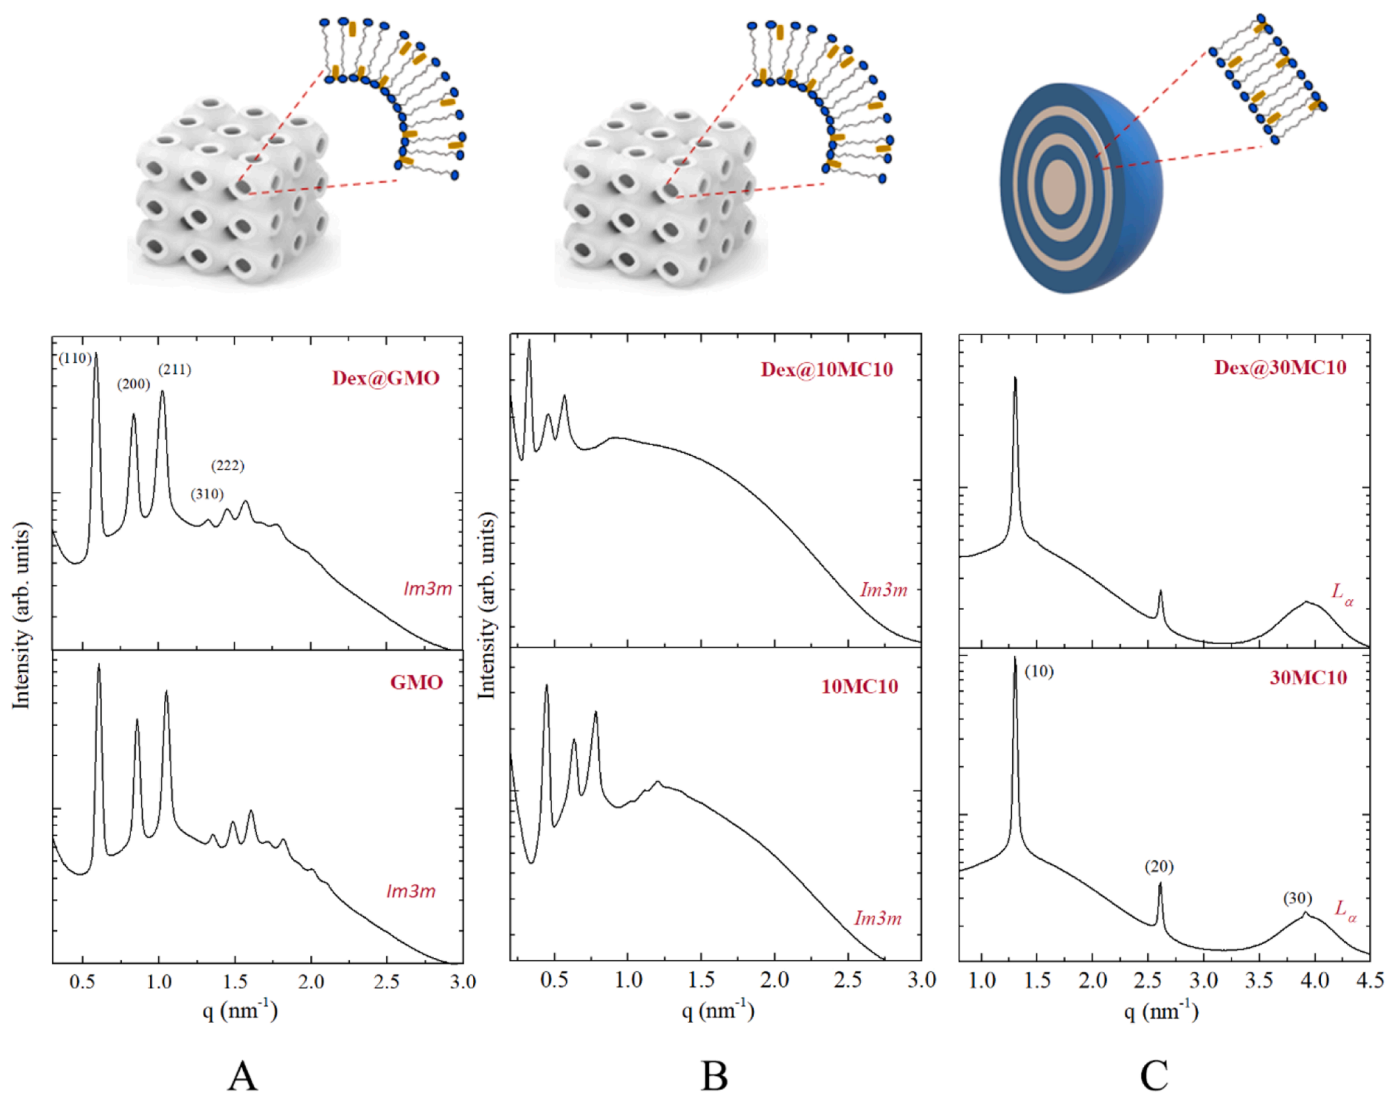 (110)
(200)
(211)
Dex@GMO
(222)
(310)
Im3m
Intensity (arb. units)
GMO
Im3m
0.5 1.0 1.5 2.0 2.5 3.0
q (nm-1)
A
Dex@10MC10
Im3m
Intensity (arb. units)
10MC10
Im3m
0.5 1.0 1.5 2.0 2.5 3.0
q (nm-1)
B
Dex@30MC10
Lα
(10)
30MC10
(20)
(30)
Lα
1.0 1.5 2.0 2.5 3.0 3.5 4.0 4.5
q (nm-1)
C